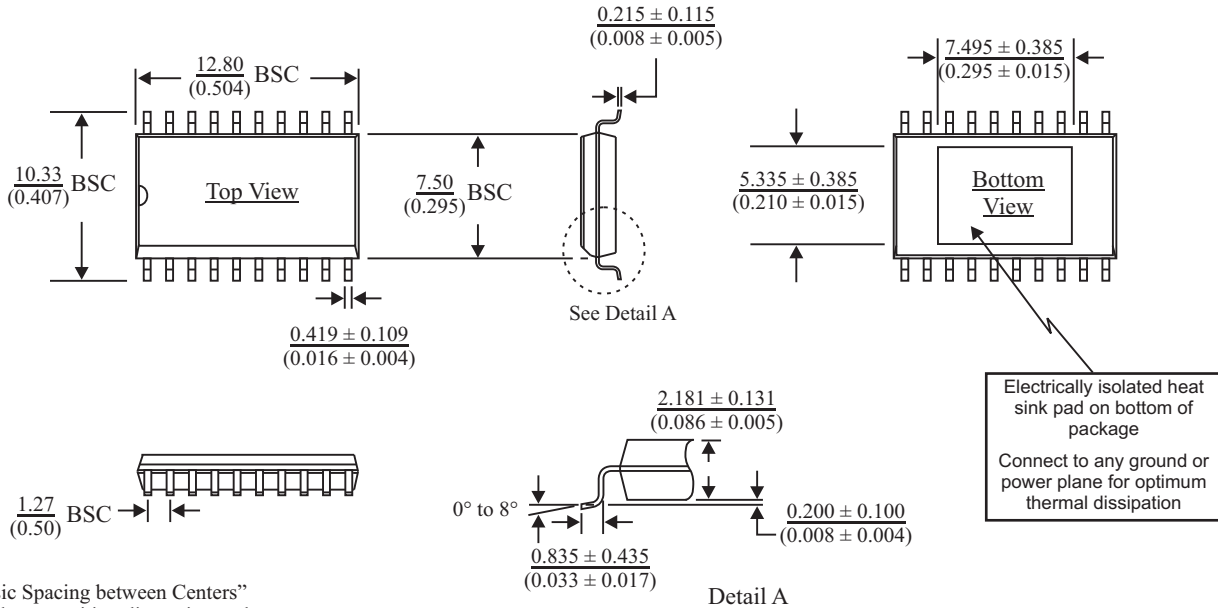 0.215 ± 0.115
(0.008 ± 0.005)
12.80
(0.504)
BSC
7.495 ± 0.385
(0.295 ± 0.015)
10.33
(0.407)
BSC
Top View
7.50
(0.295)
BSC
5.335 ± 0.385
(0.210 ± 0.015)
Bottom
View
See Detail A
0.419 ± 0.109
(0.016 ± 0.004)
Electrically isolated heat
sink pad on bottom of
package
Connect to any ground or
power plane for optimum
thermal dissipation
2.181 ± 0.131
(0.086 ± 0.005)
1.27
(0.50)
BSC
0° to 8°
0.200 ± 0.100
(0.008 ± 0.004)
0.835 ± 0.435
(0.033 ± 0.017)
Detail A
Spacing between Centers”